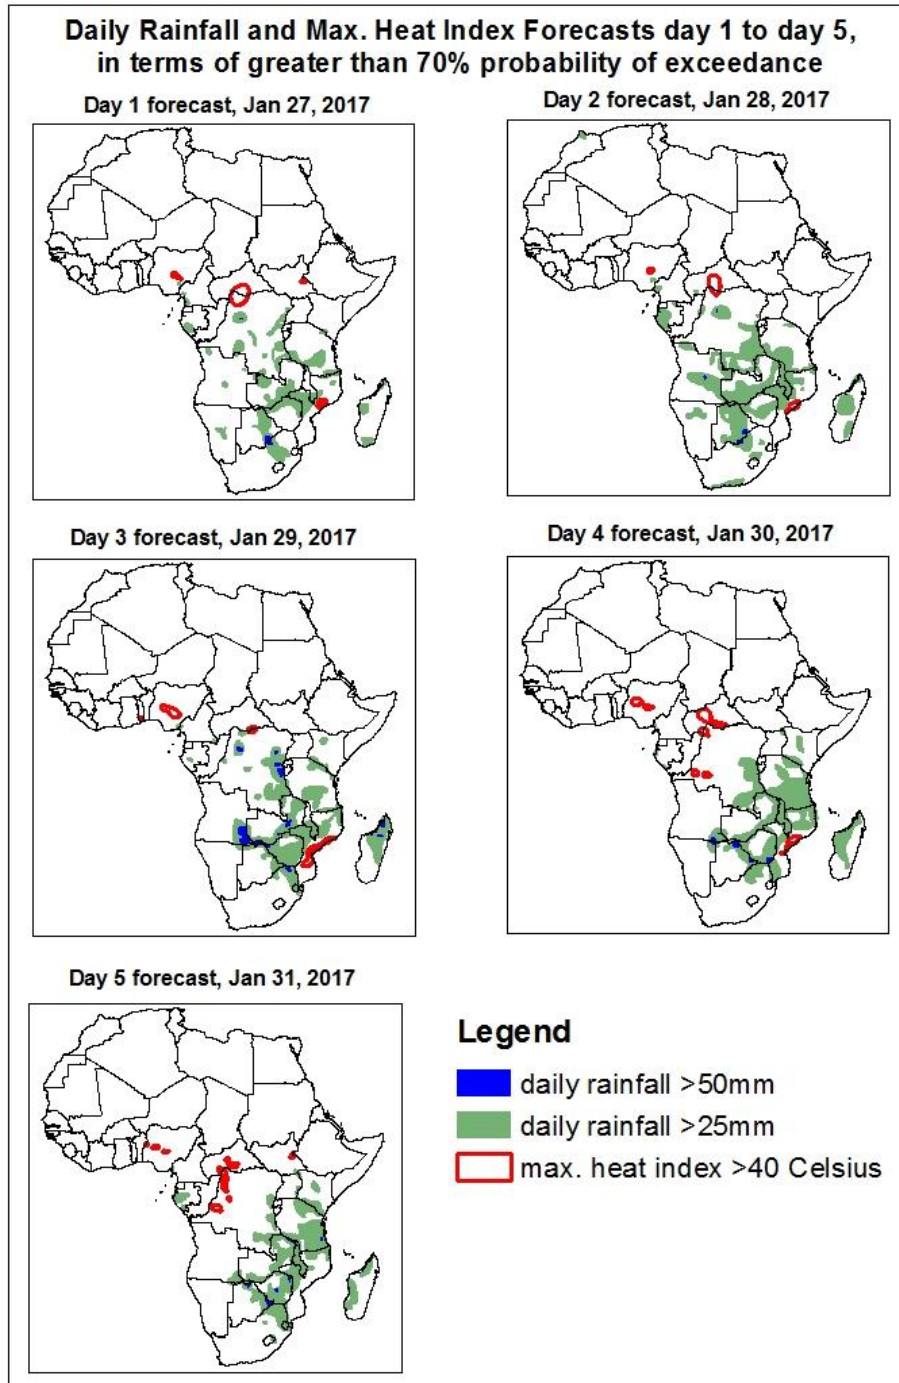 Daily Rainfall and Max. Heat Index Forecasts day 1 to day 5,
in terms of greater than 70% probability of exceedance
Day 1 forecast, Jan 27, 2017
Day 2 forecast, Jan 28, 2017
Day 3 forecast, Jan 29, 2017
Day 4 forecast, Jan 30, 2017
Day 5 forecast, Jan 31, 2017
Legend
daily rainfall >50mm
daily rainfall >25mm
max. heat index >40 Celsius